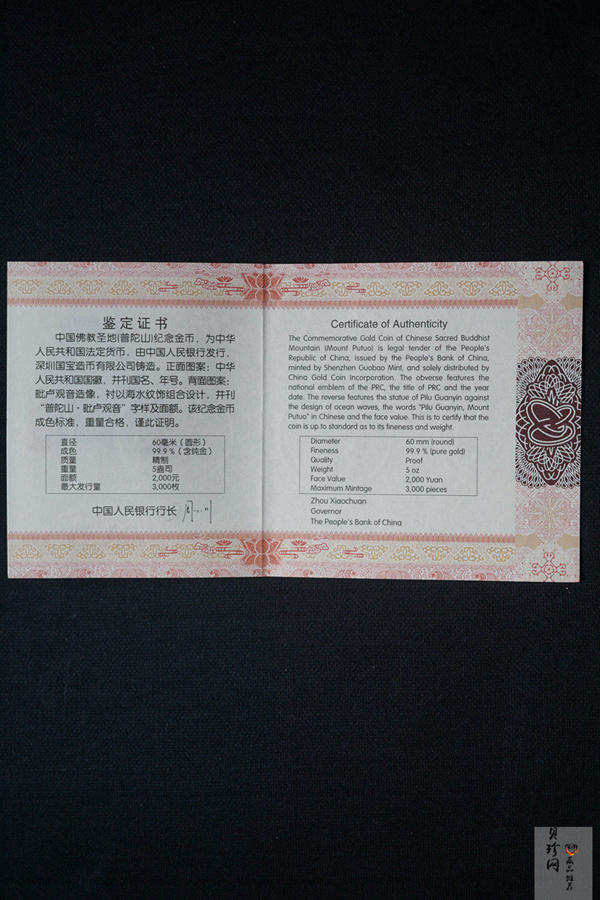 鉴定证书
中国佛教圣地(普陀山)纪念金币，为中华
人民共和国法定货币，由中国人民银行发行，
深圳国宝造币有限公司铸造。正面图案：中华
人民共和国国徽，并刊国名、年号。背面图案：
毗卢观音造像，衬以海水纹饰组合设计，并刊
“普陀山·毗卢观音”字样及面额。该纪念金币
成色标准，重量合格，谨此证明。
直径 60毫米（圆形）
成色 99.9％（含纯金）
质量 精制
重量 5盎司
面额 2,000元
最大发行量 3,000枚
中国人民银行行长
Certificate of Authenticity
The Commemorative Gold Coin of Chinese Sacred Buddhist
Mountain (Mount Putuo) is legal tender of the People's
Republic of China, issued by the People's Bank of China,
minted by Shenzhen Guobao Mint, and solely distributed by
China Gold Coin Incorporation. The obverse features the
national emblem of the PRC, the title of PRC and the year
date. The reverse features the statue of Pilu Guanyin against
the design of ocean waves, the words "Pilu Guanyin, Mount
Putuo" in Chinese and the face value. This is to certify that the
coin is up to standard as to its fineness and weight.
Diameter 60 mm (round)
Fineness 99.9 % (pure gold)
Quality Proof
Weight 5 oz
Face Value 2,000 Yuan
Maximum Mintage 3,000 pieces
Zhou Xiaochuan
Governor
The People's Bank of China
贝珍网
藏品推荐